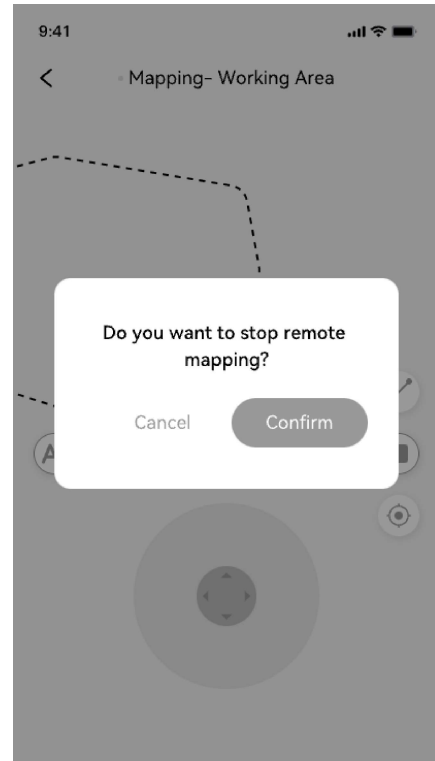 9:41
Mapping- Working Area
Do you want to stop remote
mapping?
Cancel
Confirm
A